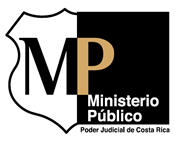 MP
Ministerio
Público
Poder Judicial de Costa Rica